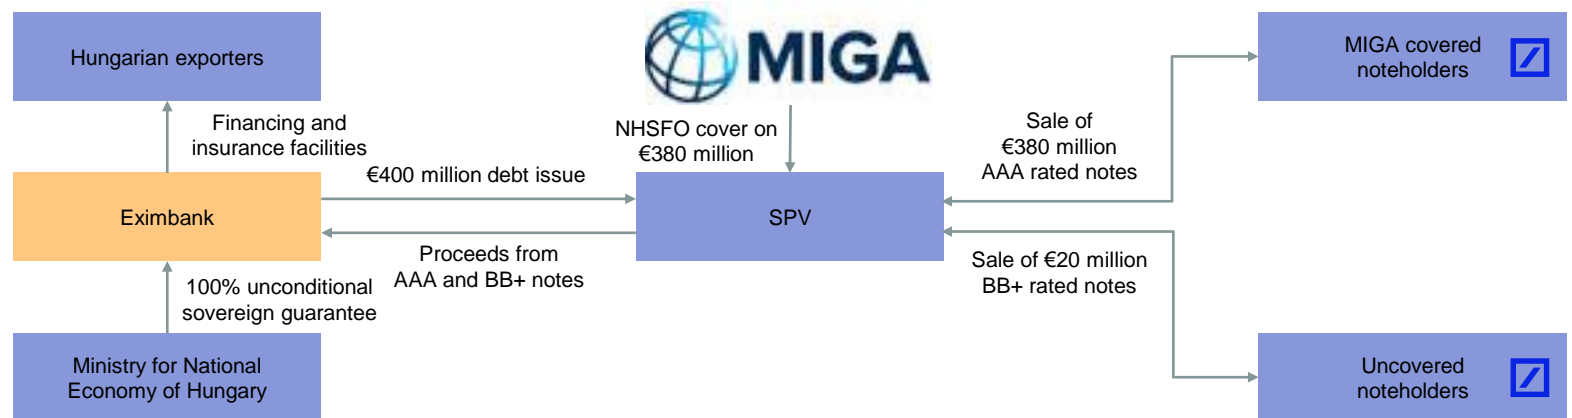 Hungarian exporters
MIGA
MIGA covered
noteholders
Financing and
insurance facilities
NHSFO cover on
€380 million
Sale of
€380 million
AAA rated notes
€400 million debt issue
Eximbank
SPV
Proceeds from
AAA and BB+ notes
Sale of €20 million
BB+ rated notes
100% unconditional
sovereign guarantee
Ministry for National
Economy of Hungary
Uncovered
noteholders